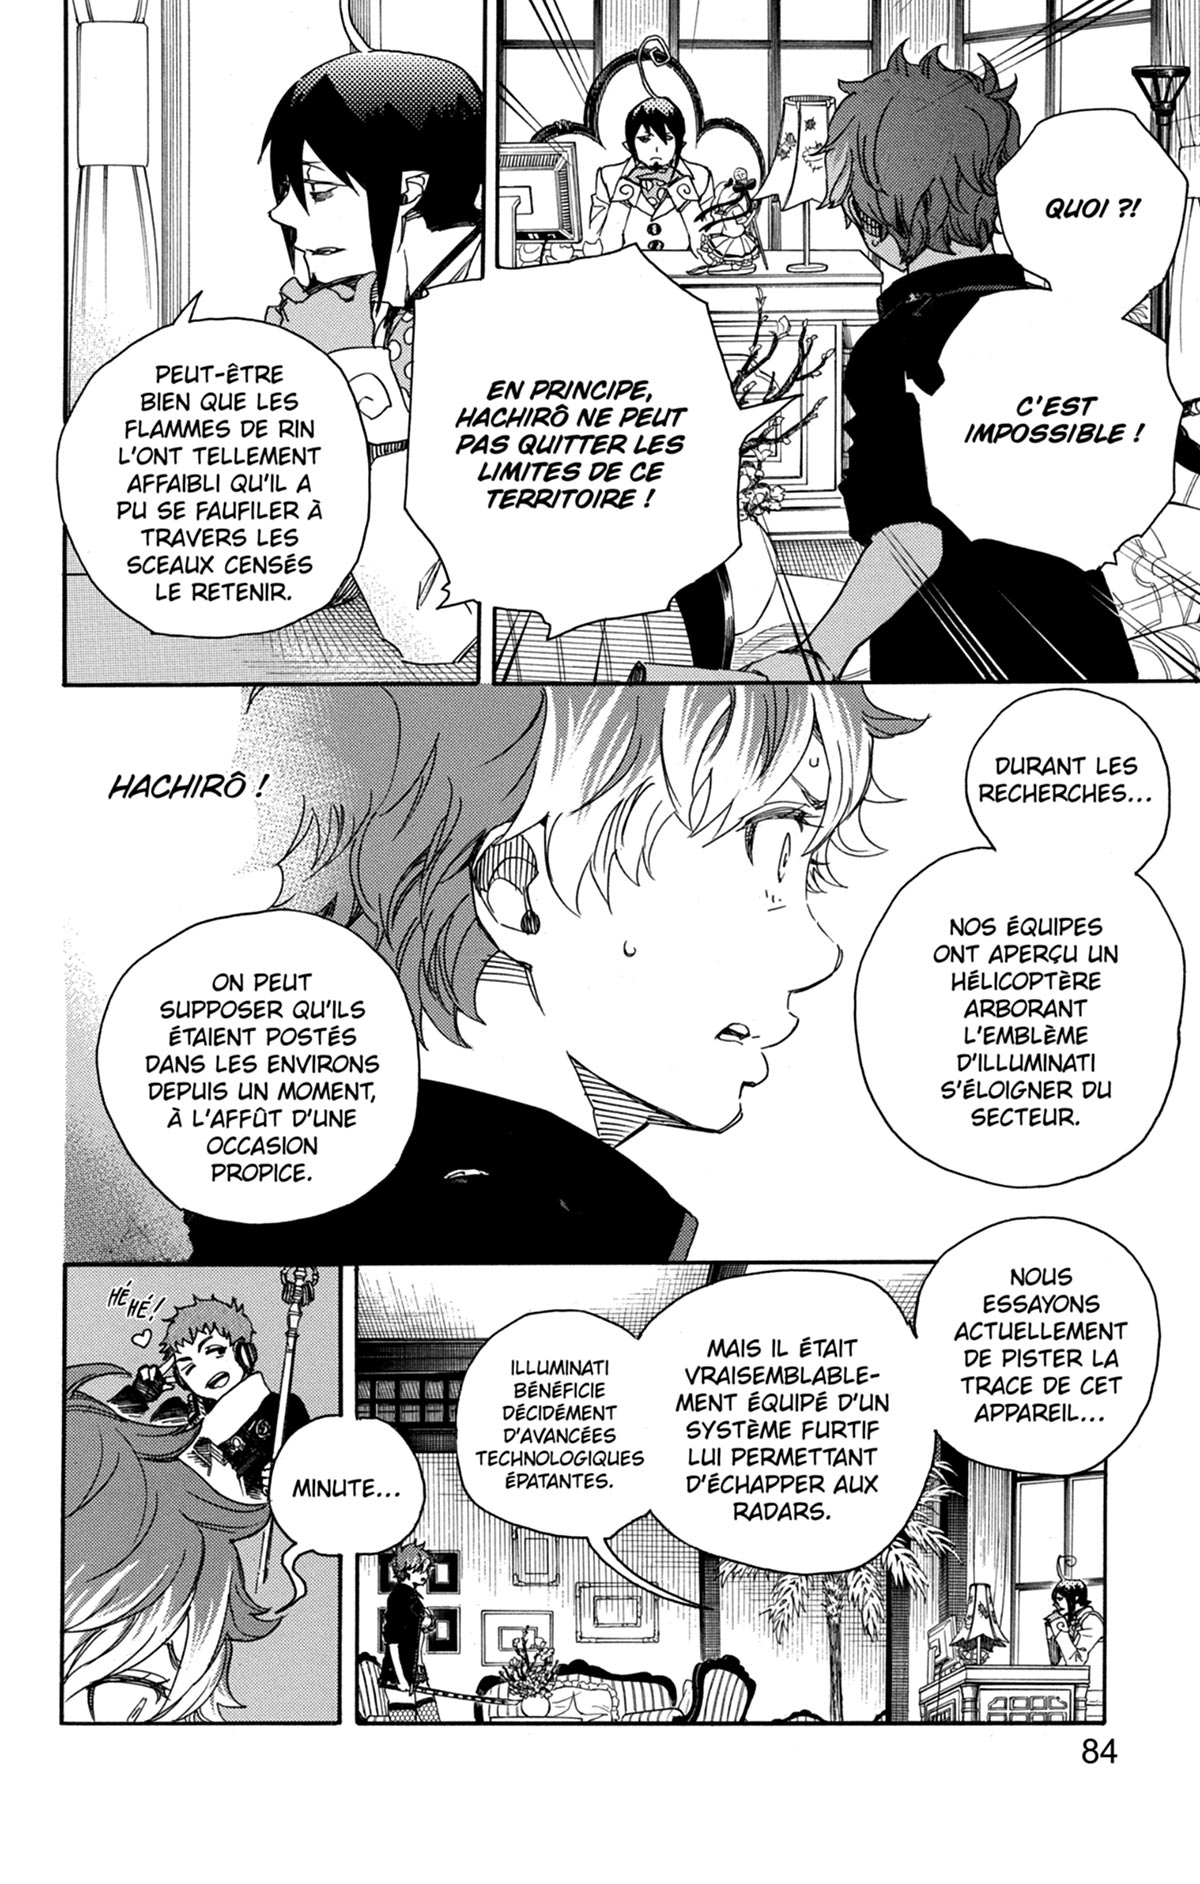 QUOI ?!
C'EST
IMPOSSIBLE !
EN PRINCIPE,
HACHIRÔ NE PEUT
PAS QUITTER LES
LIMITES DE CE
TERRITOIRE !
PEUT-ÊTRE
BIEN QUE LES
FLAMMES DE RIN
L'ONT TELLEMENT
AFFAIBLI QU'IL A
PU SE FAUFILER À
TRAVERS LES
SCEAUX CENSÉS
LE RETENIR.
DURANT LES
RECHERCHES...
NOS ÉQUIPES
ONT APERÇU UN
HÉLICOPTÈRE
ARBORANT
L'EMBLÈME
D'ILLUMINATI
S'ÉLOIGNER DU
SECTEUR.
HACHIRÔ !
ON PEUT
SUPPOSER QU'ILS
ÉTAIENT POSTÉS
DANS LES ENVIRONS
DEPUIS UN MOMENT,
À L'AFFÛT D'UNE
OCCASION
PROPICE.
NOUS
ESSAYONS
ACTUELLEMENT
DE PISTER LA
TRACE DE CET
APPAREIL...
MAIS IL ÉTAIT
VRAISEMBLABLE-
MENT ÉQUIPÉ D'UN
SYSTÈME FURTIF
LUI PERMETTANT
D'ÉCHAPPER AUX
RADARS.
ILLUMINATI
BÉNÉFICIE
DÉCIDÉMENT
D'AVANCÉES
TECHNOLOGIQUES
ÉPATANTES.
HÉ
HÉ!
MINUTE...
84